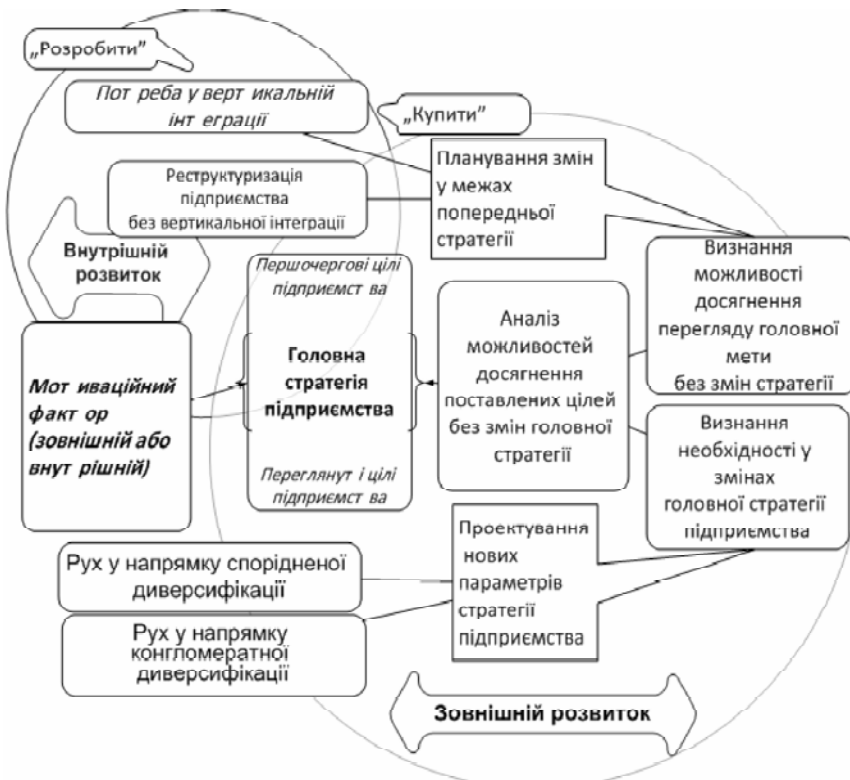 „Розробити”
Пот реба у верт икальній
інт еграції
„Купити”
Реструктуризація
підприємства
без вертикальної інтеграції
Планування змін
у межах
попередньої
стратегії
Внутрішній
розвиток
Першочергові цілі
підприємст ва
Головна
стратегія
підприємства
Переглянут і цілі
підприємст ва
Аналіз
можливостей
досягнення
поставлених цілей
без змін головної
стратегії
Визнання
можливості
досягнення
перегляду головної
мети
без змін стратегії
Мот иваційний
факт ор
(зовнішній або
внут рішній)
Визнання
необхідності у
змінах
головної стратегії
підприємства
Проектування
нових
параметрів
стратегії
підприємства
Рух у напрямку спорідненої
диверсифікації
Рух у напрямку
конгломератної
диверсифікації
Зовнішній розвиток